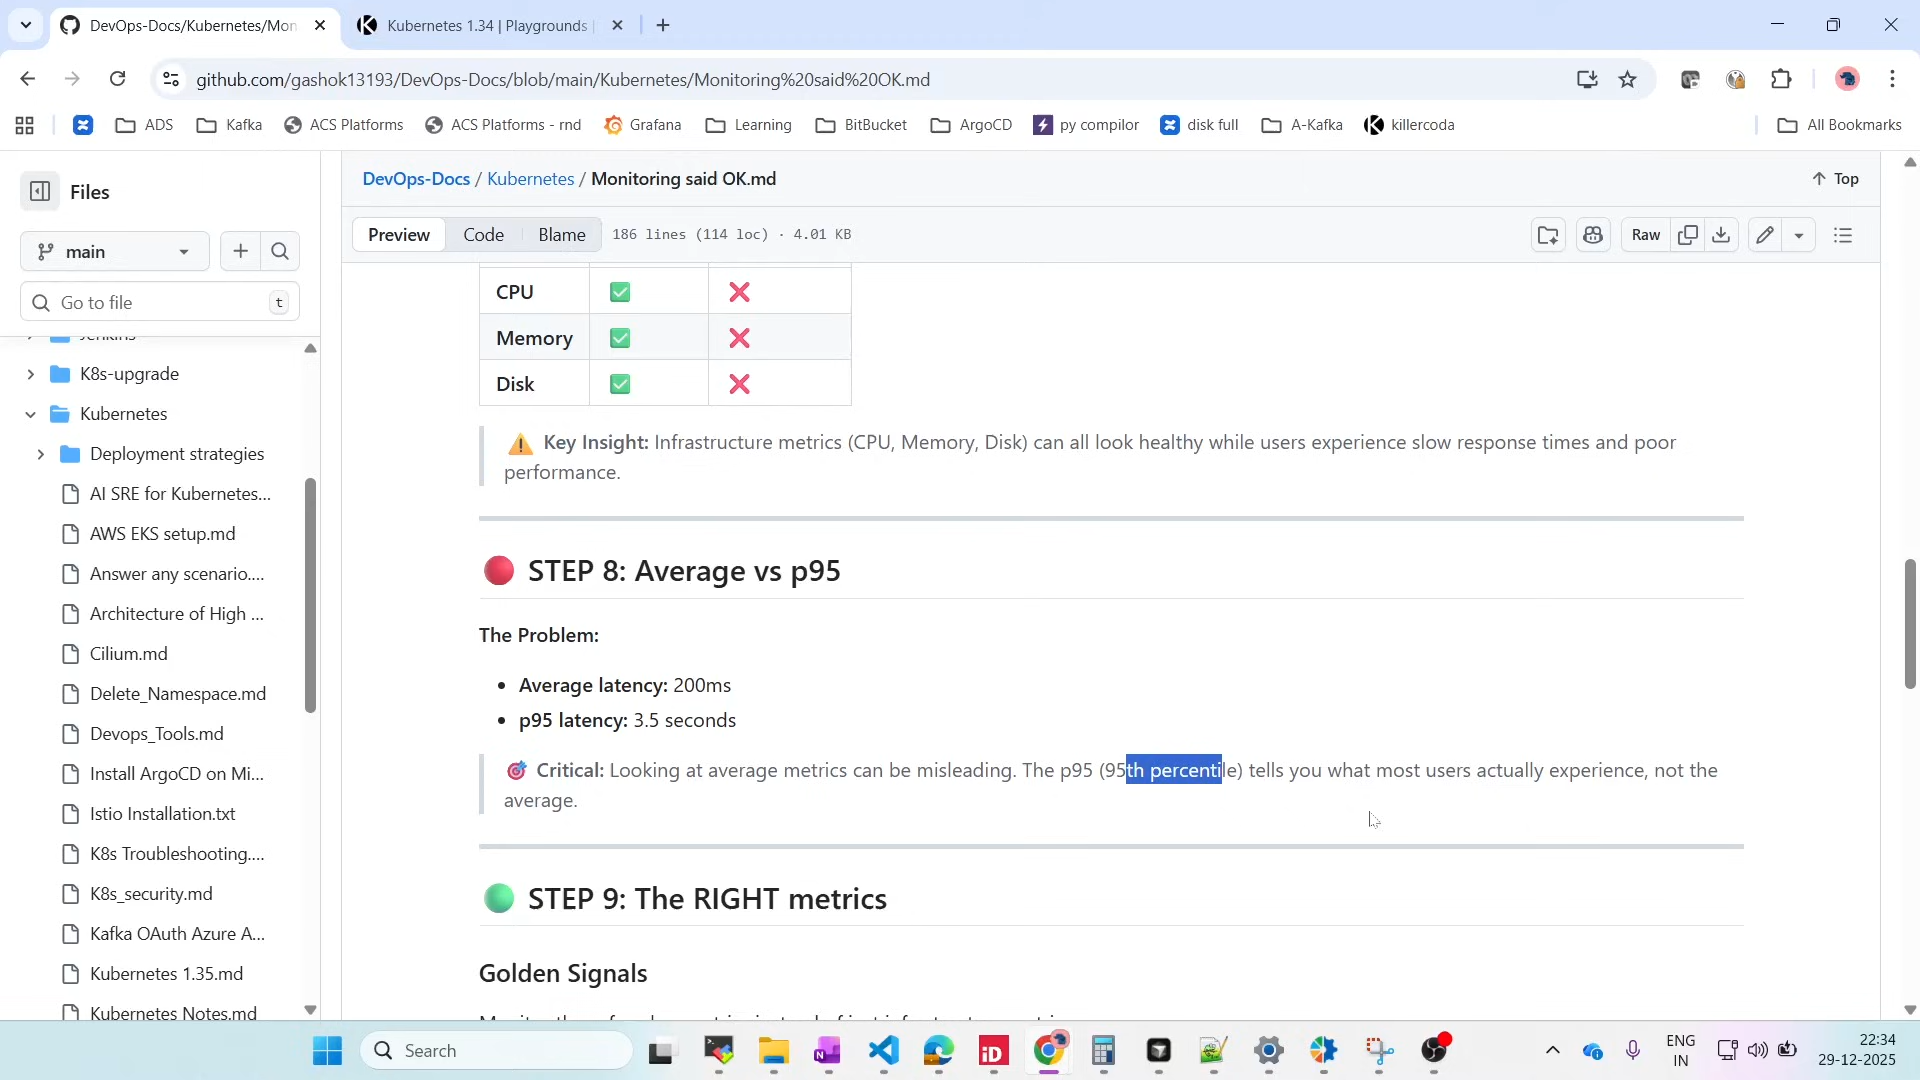 DevOps-Docs/Kubernetes/Mon
Kubernetes 1.34 | Playgrounds |
github.com/gashok13193/DevOps-Docs/blob/main/Kubernetes/Monitoring%20said%20OK.md
ADS
Kafka
ACS Platforms
ACS Platforms - rnd
Grafana
Learning
BitBucket
ArgoCD
py compilor
disk full
A-Kafka
killercoda
All Bookmarks
Files
main
Go to file
t
K8s-upgrade
Kubernetes
Deployment strategies
AI SRE for Kubernetes...
AWS EKS setup.md
Answer any scenario....
Architecture of High ...
Cilium.md
Delete_Namespace.md
Devops_Tools.md
Install ArgoCD on Mi...
Istio Installation.txt
K8s Troubleshooting....
K8s_security.md
Kafka OAuth Azure A...
Kubernetes 1.35.md
Kubernetes Notes.md
DevOps-Docs / Kubernetes / Monitoring said OK.md
Top
Preview
Code
Blame
186 lines (114 loc) · 4.01 KB
Raw
CPU
Memory
Disk
Key Insight: Infrastructure metrics (CPU, Memory, Disk) can all look healthy while users experience slow response times and poor
performance.
STEP 8: Average vs p95
The Problem:
• Average latency: 200ms
• p95 latency: 3.5 seconds
Critical: Looking at average metrics can be misleading. The p95 (95th percentile) tells you what most users actually experience, not the
average.
STEP 9: The RIGHT metrics
Golden Signals
Search
ENG
IN
22:34
29-12-2025